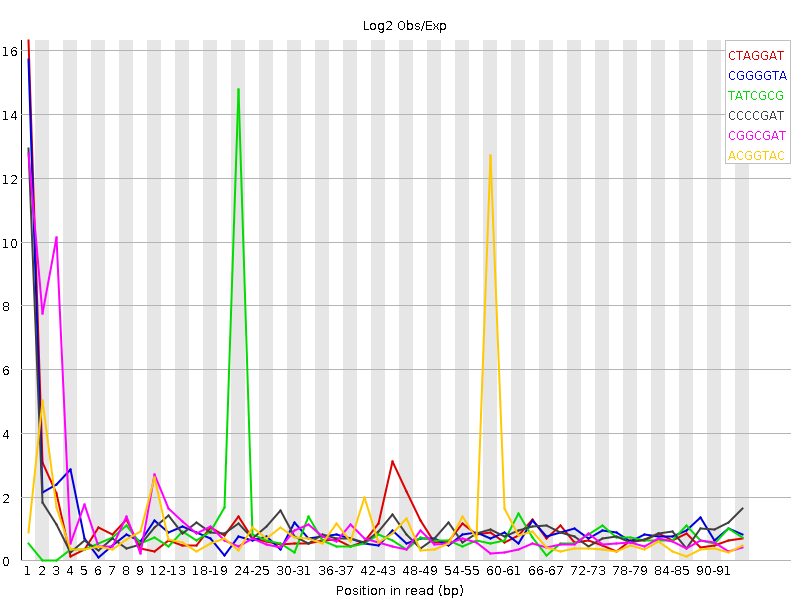 Log2 Obs/Exp
16
14
12
10
8
6
4
2
0
CTAGGAT
CGGGGTA
TATCGCG
CCCCGAT
CGGCGAT
ACGGTAC
1 2 3 4 5 6 7 8 9 12-13 18-19 24-25 30-31 36-37 42-43 48-49 54-55 60-61 66-67 72-73 78-79 84-85 90-91
Position in read (bp)